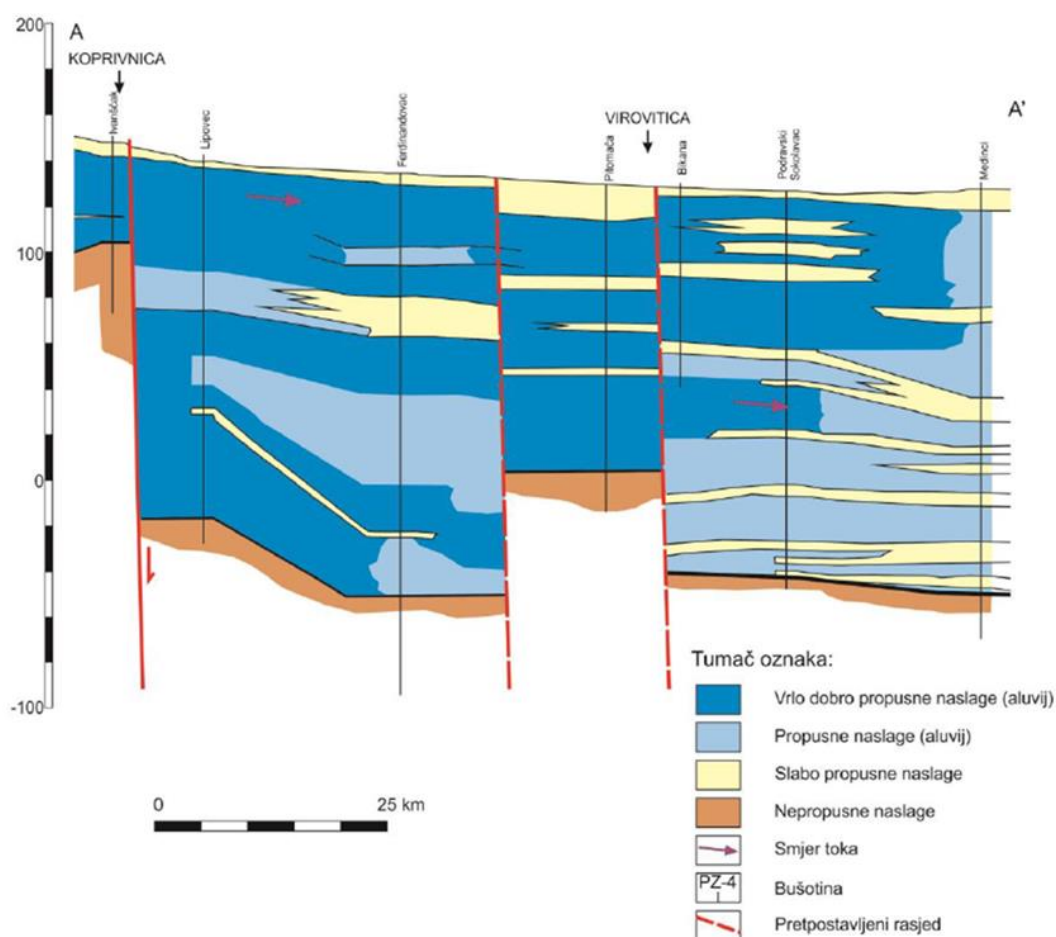 200
A
KOPRIVNICA
Ivanščak
Lipovec
Ferdinandovac
VIROVITICA
Pitomača
Bikana
Podravski
Sokolavac
A'
Medinci
100
0
-100
0 25 km
Tumač oznaka:
Vrlo dobro propusne naslage (aluvij)
Propusne naslage (aluvij)
Slabo propusne naslage
Nepropusne naslage
Smjer toka
PZ-4
Bušotina
Pretpostavljeni rasjed